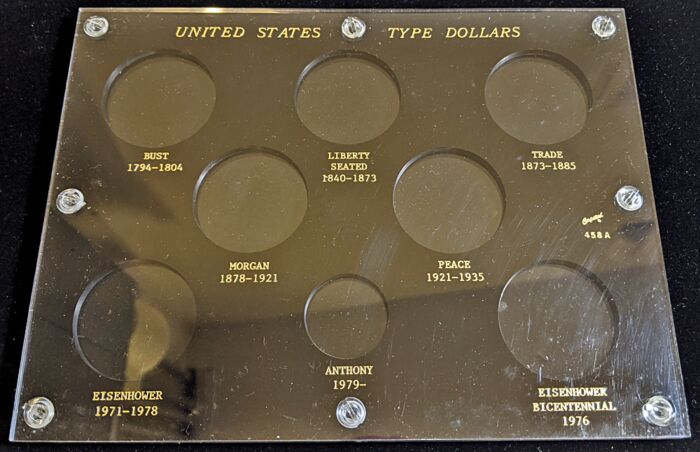 UNITED STATES TYPE DOLLARS
BUST
1794-1804
LIBERTY
SEATED
1840-1873
TRADE
1873-1885
MORGAN
1878-1921
PEACE
1921-1935
458A
EISENHOWER
1971-1978
ANTHONY
1979-
EISENHOWER
BICENTENNIAL
1976